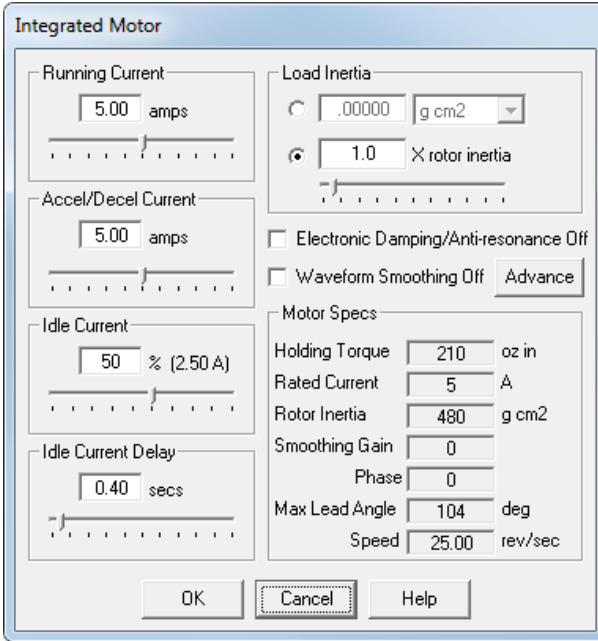 Integrated Motor
Running Current
5.00 amps
Accel/Decel Current
5.00 amps
Idle Current
50 % (2.50 A)
Idle Current Delay
0.40 secs
Load Inertia
.00000 g cm2
1.0 X rotor inertia
Electronic Damping/Anti-resonance Off
Waveform Smoothing Off Advance
Motor Specs
Holding Torque 210 oz in
Rated Current 5 A
Rotor Inertia 480 g cm2
Smoothing Gain 0
Phase 0
Max Lead Angle 104 deg
Speed 25.00 rev/sec
OK Cancel Help